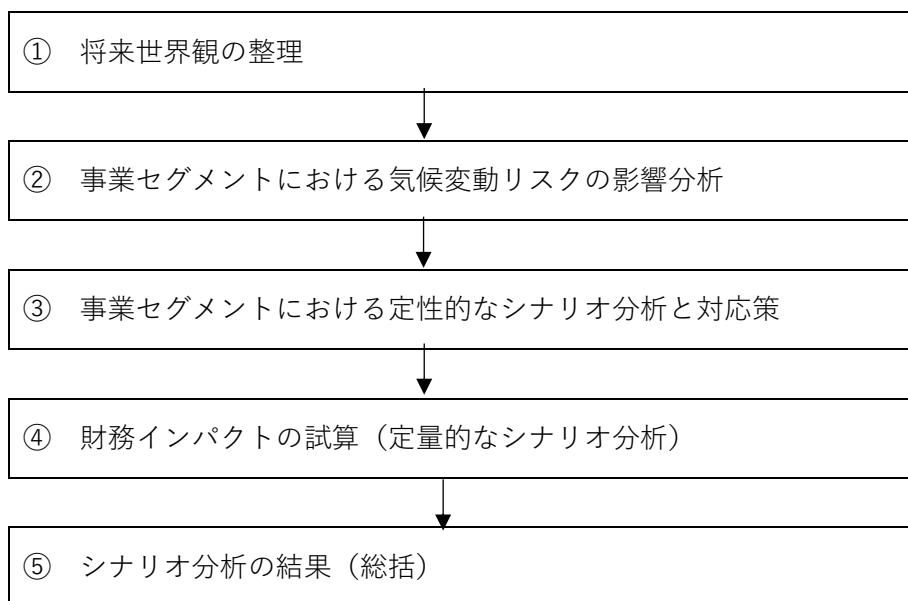 ① 将来世界観の整理
② 事業セグメントにおける気候変動リスクの影響分析
③ 事業セグメントにおける定性的なシナリオ分析と対応策
④ 財務インパクトの試算（定量的なシナリオ分析）
⑤ シナリオ分析の結果（総括）